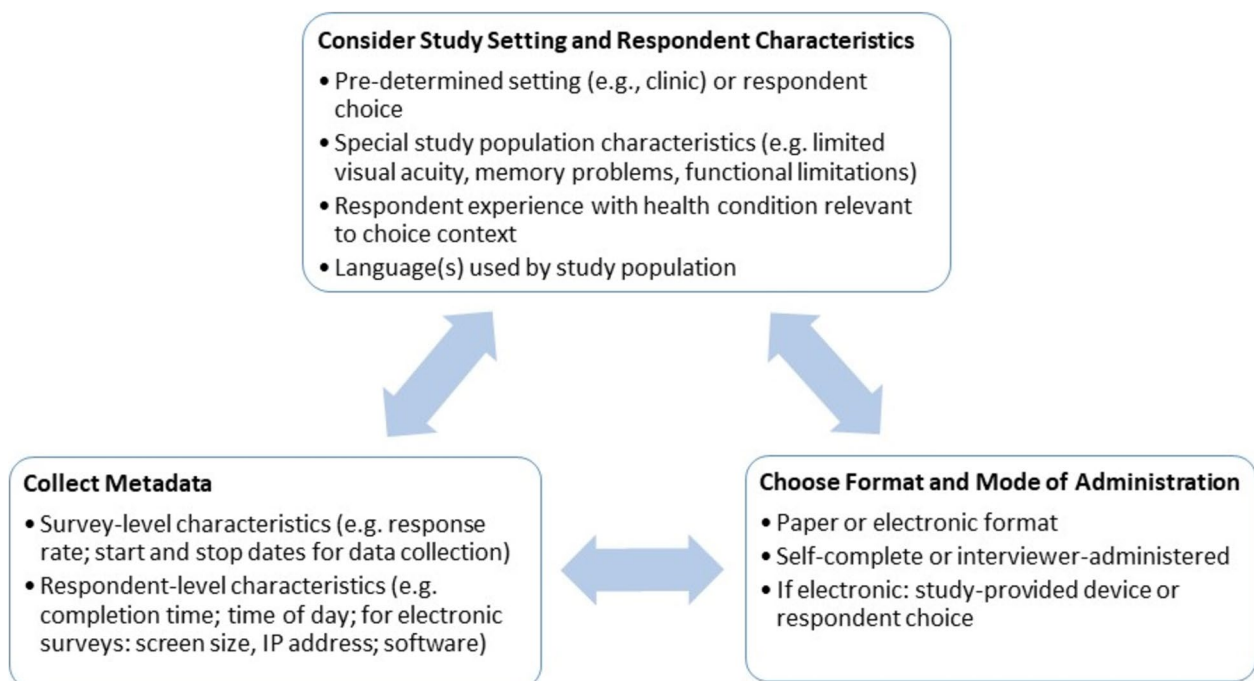 Consider Study Setting and Respondent Characteristics
• Pre-determined setting (e.g., clinic) or respondent
choice
• Special study population characteristics (e.g. limited
visual acuity, memory problems, functional limitations)
• Respondent experience with health condition relevant
to choice context
• Language(s) used by study population
Collect Metadata
• Survey-level characteristics (e.g. response
rate; start and stop dates for data collection)
• Respondent-level characteristics (e.g.
completion time; time of day; for electronic
surveys: screen size, IP address; software)
Choose Format and Mode of Administration
• Paper or electronic format
• Self-complete or interviewer-administered
• If electronic: study-provided device or
respondent choice